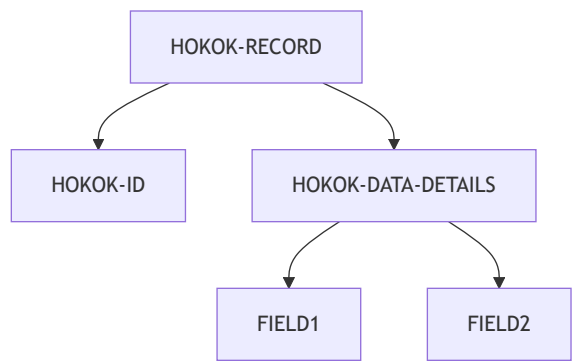 HOKOK-RECORD
HOKOK-ID
HOKOK-DATA-DETAILS
FIELD1
FIELD2